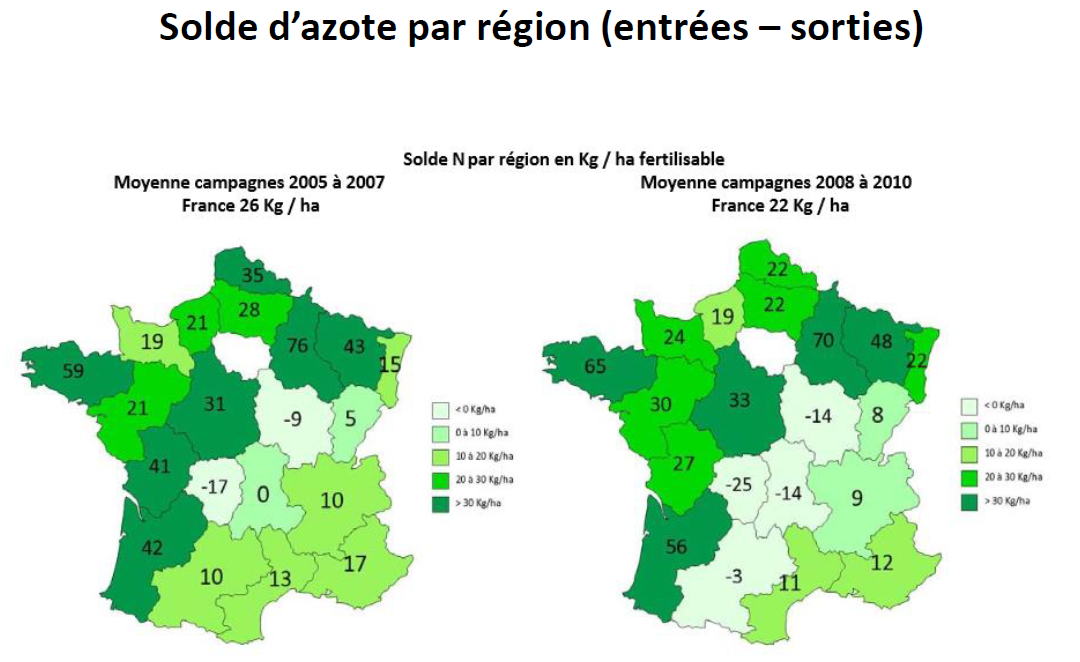 Solde d’azote par région (entrées – sorties)
Solde N par région en Kg / ha fertilisable
Moyenne campagnes 2005 à 2007
France 26 Kg / ha
35
28
21
19
76
43
15
59
21
31
-9
5
41
-17
0
10
42
10
13
17
< 0 Kg/ha
0 à 10 Kg/ha
10 à 20 Kg/ha
20 à 30 Kg/ha
> 30 Kg/ha
Moyenne campagnes 2008 à 2010
France 22 Kg / ha
22
22
19
24
70
48
22
65
30
33
-14
8
27
-25
-14
9
56
-3
11
12
< 0 Kg/ha
0 à 10 Kg/ha
10 à 20 Kg/ha
20 à 30 Kg/ha
> 30 Kg/ha